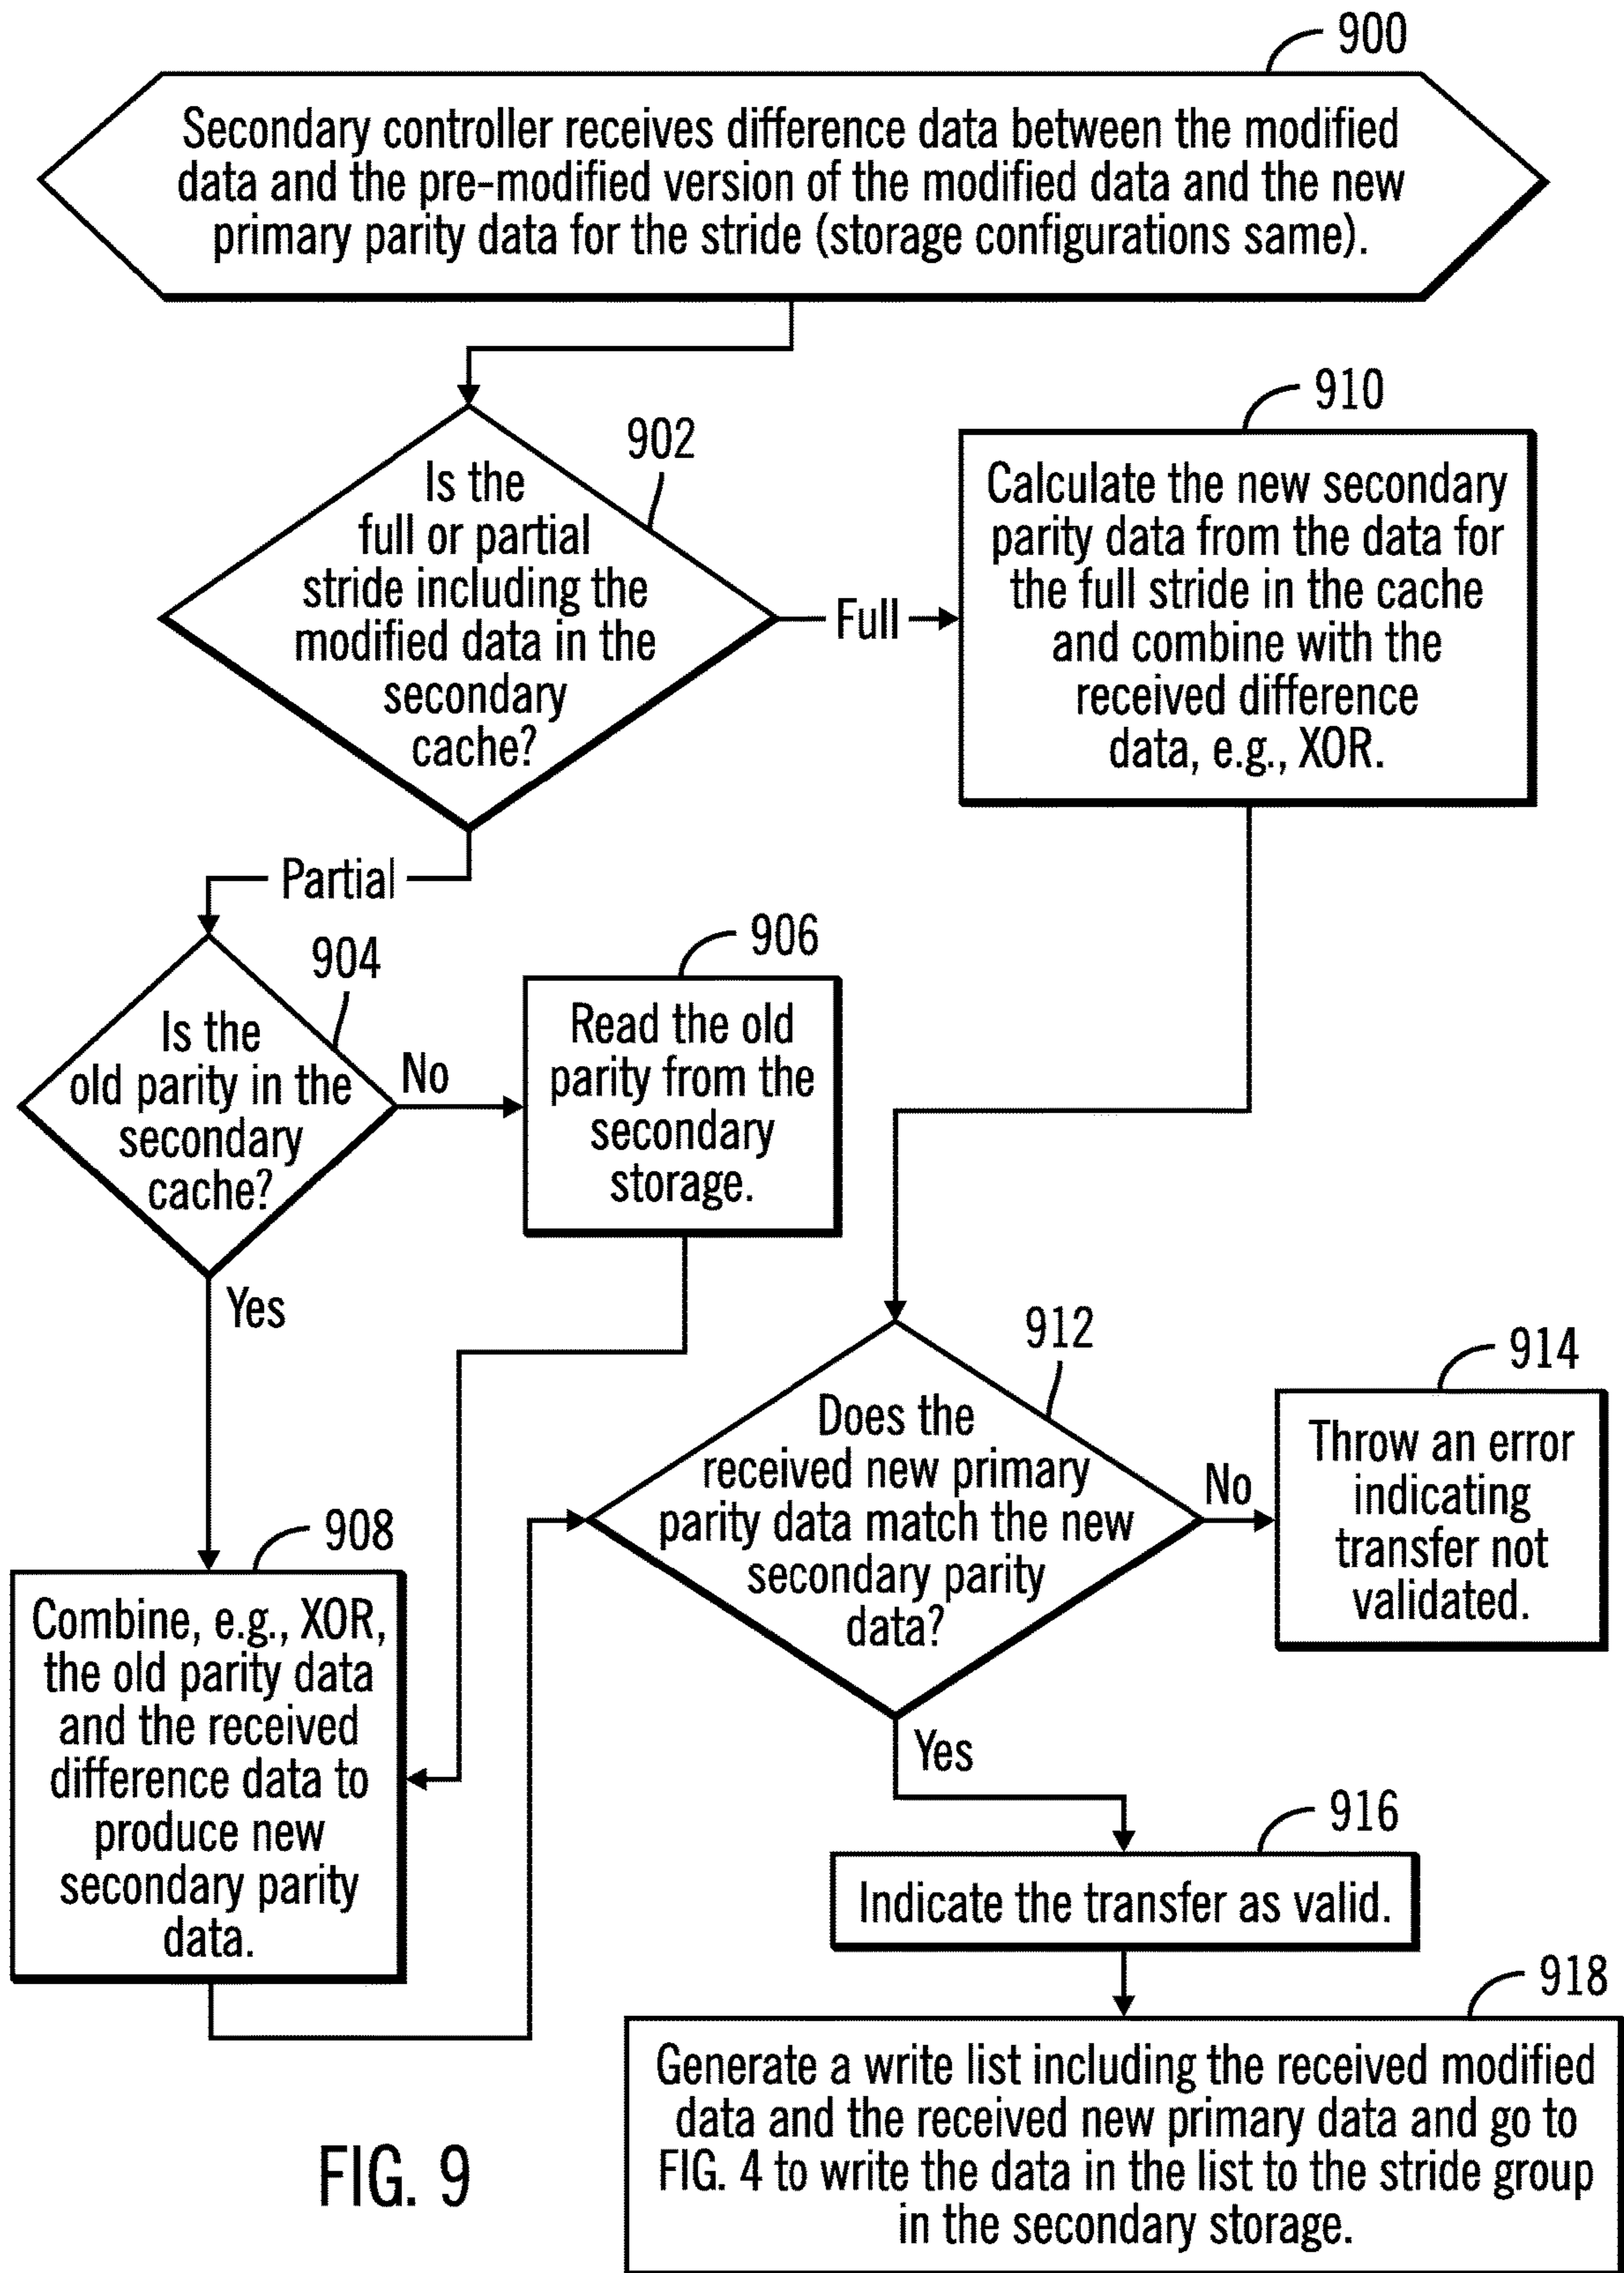 900
Secondary controller receives difference data between the modified
data and the pre-modified version of the modified data and the new
primary parity data for the stride (storage configurations same).
902
Is the
full or partial
stride including the
modified data in the
secondary
cache?
Full
910
Calculate the new secondary
parity data from the data for
the full stride in the cache
and combine with the
received difference
data, e.g., XOR.
Partial
904
Is the
old parity in the
secondary
cache?
No
906
Read the old
parity from the
secondary
storage.
Yes
908
Combine, e.g., XOR,
the old parity data
and the received
difference data to
produce new
secondary parity
data.
912
Does the
received new primary
parity data match the new
secondary parity
data?
No
914
Throw an error
indicating
transfer not
validated.
Yes
916
Indicate the transfer as valid.
918
Generate a write list including the received modified
data and the received new primary data and go to
FIG. 4 to write the data in the list to the stride group
in the secondary storage.
FIG. 9